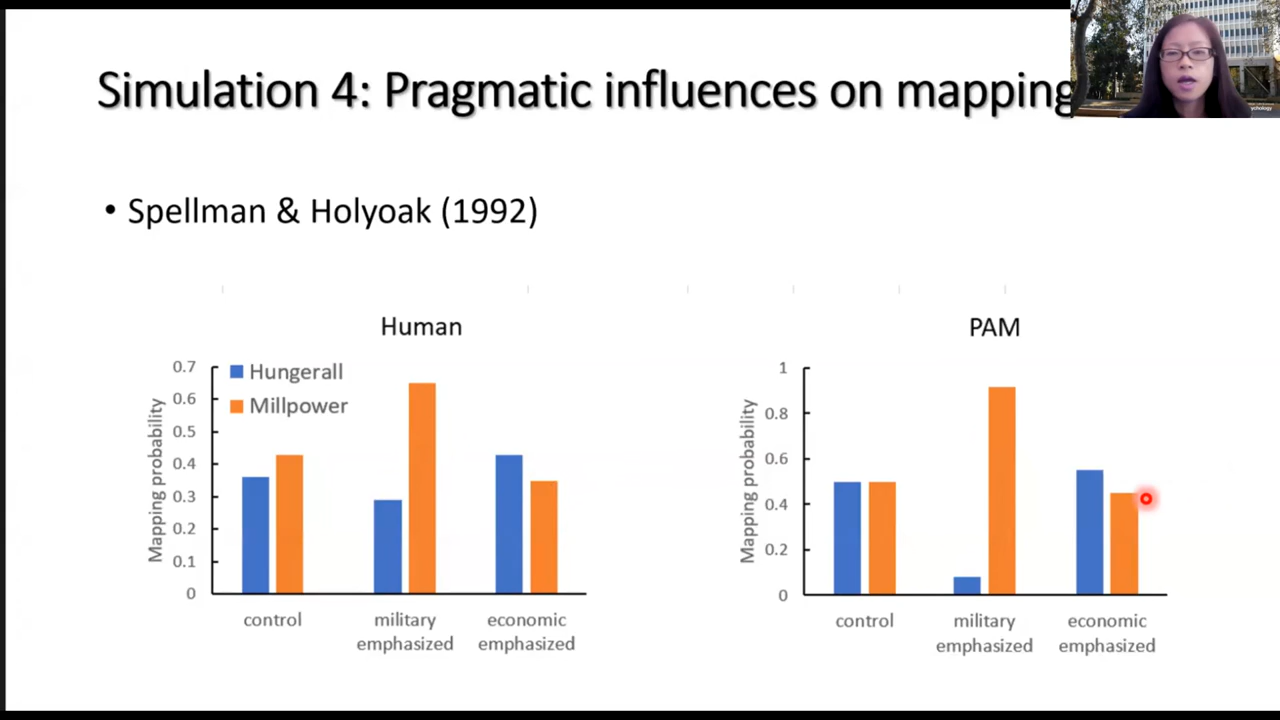 Simulation 4: Pragmatic influences on mapping
ychology
• Spellman & Holyoak (1992)
Human
Mapping probability
0.7
0.6
0.5
0.4
0.3
0.2
0.1
0
Hungerall
Millpower
control
military
emphasized
economic
emphasized
PAM
Mapping probability
1
0.8
0.6
0.4
0.2
0
control
military
emphasized
economic
emphasized